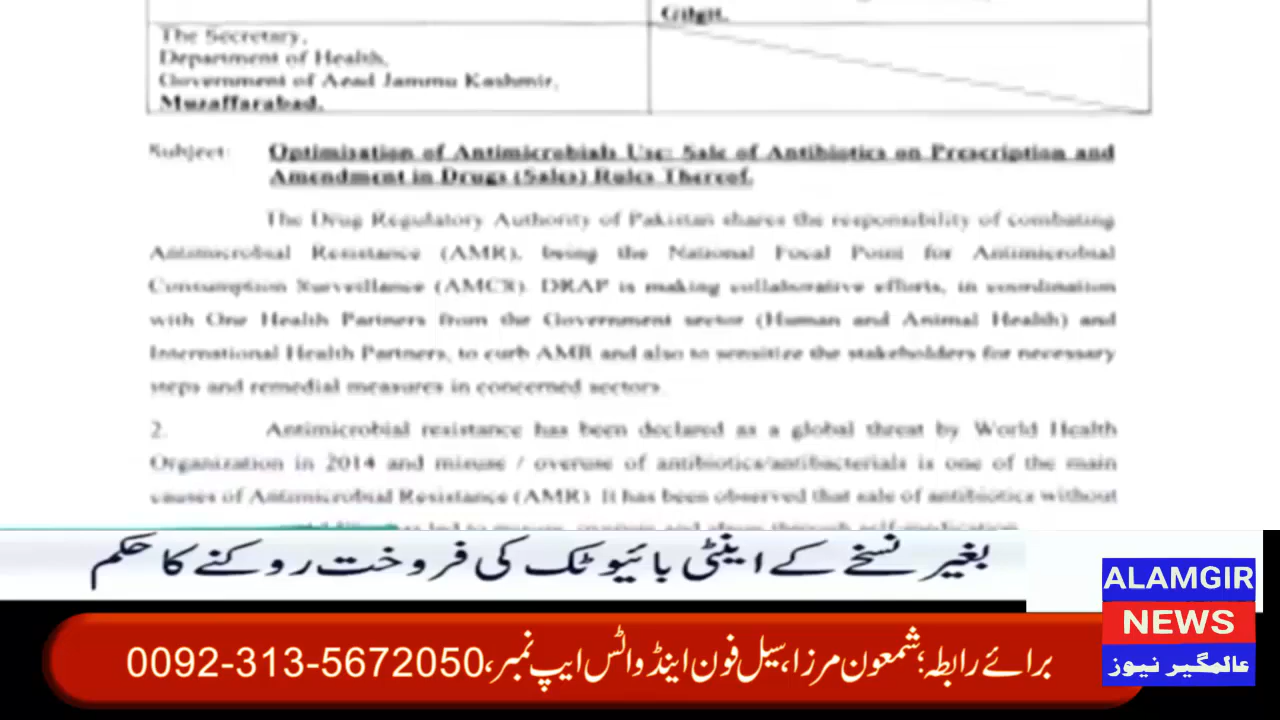 Gilgit.
The Secretary,
Department of Health,
Government of Azad Jammu Kashmir,
Muzaffarabad.
Subject: Optimisation of Antimicrobials Use: Sale of Antibiotics on Prescription and
Amendment in Drugs (Sales) Rules Thereof.
The Drug Regulatory Authority of Pakistan shares the responsibility of combating
Antimicrobial Resistance (AMR), being the National Focal Point for Antimicrobial
Consumption Surveillance (AMCS). DRAP is making collaborative efforts, in coordination
with One Health Partners from the Government sector (Human and Animal Health) and
International Health Partners, to curb AMR and also to sensitize the stakeholders for necessary
steps and remedial measures in concerned sectors.
2. Antimicrobial resistance has been declared as a global threat by World Health
Organization in 2014 and misuse / overuse of antibiotics/antibacterials is one of the main
causes of Antimicrobial Resistance (AMR). It has been observed that sale of antibiotics without
بغیر نسخے کے اینٹی بائیوٹک کی فروخت روکنے کا حکم
برائے رابطہ؛ شمعون مرزا، سیل فون اینڈ واٹس ایپ نمبر، 0092-313-5672050
ALAMGIR
NEWS
عالمگیر نیوز